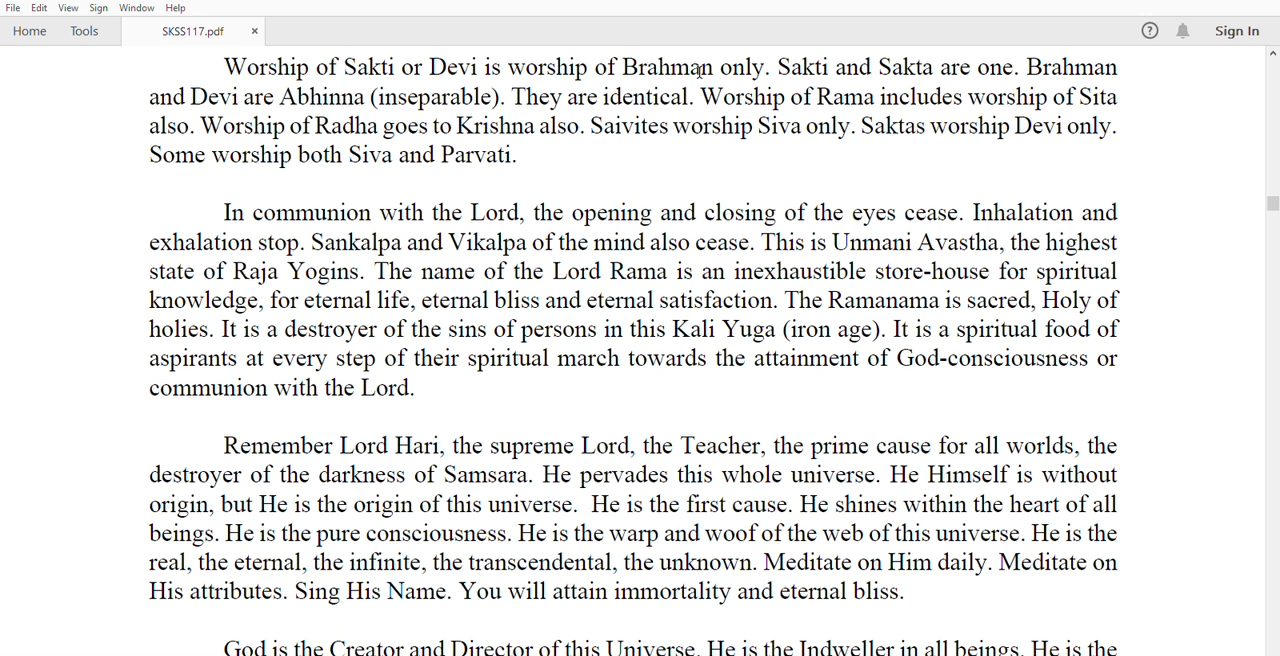 File Edit View Sign Window Help
Home Tools SKSS117.pdf × ? Sign In
Worship of Sakti or Devi is worship of Brahman only. Sakti and Sakta are one. Brahman
and Devi are Abhinna (inseparable). They are identical. Worship of Rama includes worship of Sita
also. Worship of Radha goes to Krishna also. Saivites worship Siva only. Saktas worship Devi only.
Some worship both Siva and Parvati.
In communion with the Lord, the opening and closing of the eyes cease. Inhalation and
exhalation stop. Sankalpa and Vikalpa of the mind also cease. This is Unmani Avastha, the highest
state of Raja Yogins. The name of the Lord Rama is an inexhaustible store-house for spiritual
knowledge, for eternal life, eternal bliss and eternal satisfaction. The Ramanama is sacred, Holy of
holies. It is a destroyer of the sins of persons in this Kali Yuga (iron age). It is a spiritual food of
aspirants at every step of their spiritual march towards the attainment of God-consciousness or
communion with the Lord.
Remember Lord Hari, the supreme Lord, the Teacher, the prime cause for all worlds, the
destroyer of the darkness of Samsara. He pervades this whole universe. He Himself is without
origin, but He is the origin of this universe.  He is the first cause. He shines within the heart of all
beings. He is the pure consciousness. He is the warp and woof of the web of this universe. He is the
real, the eternal, the infinite, the transcendental, the unknown. Meditate on Him daily. Meditate on
His attributes. Sing His Name. You will attain immortality and eternal bliss.
God is the Creator and Director of this Universe. He is the Indweller in all beings. He is the